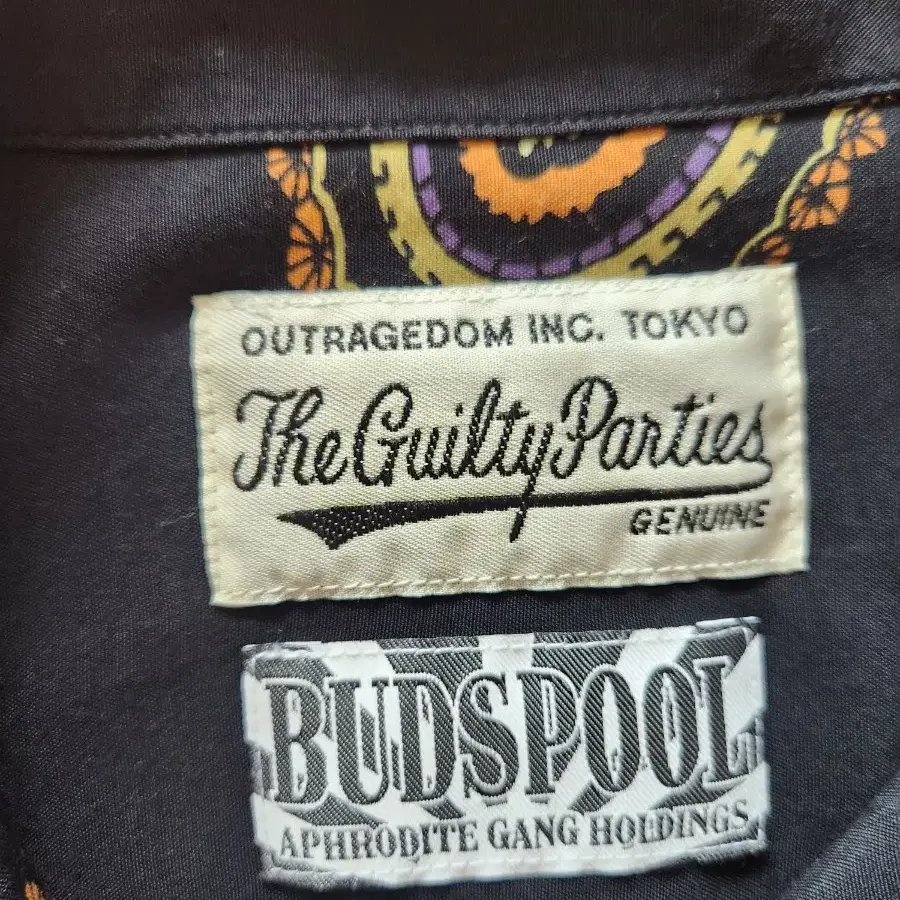 OUTRAGEDOM INC. TOKYO
The Guilty Parties
GENUINE
BUDSPOOL
APHRODITE GANG HOLDINGS